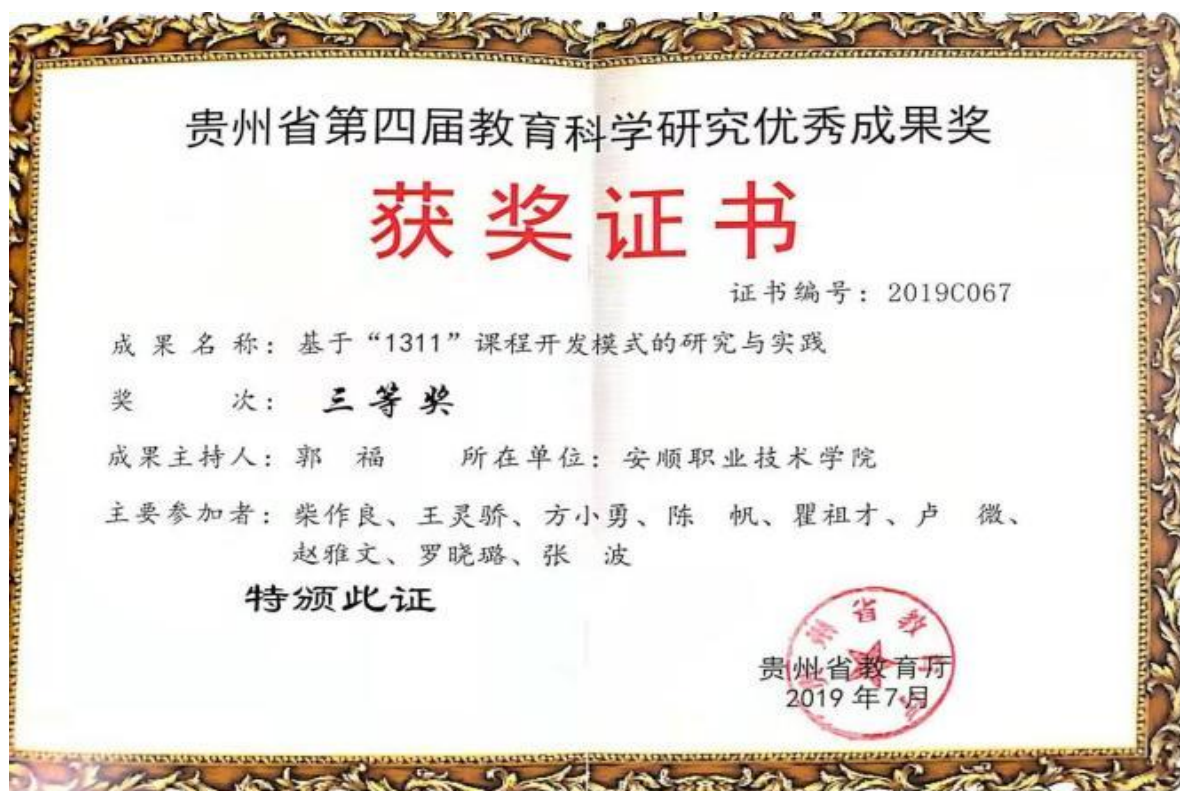 贵州省第四届教育科学研究优秀成果奖
获奖证书
证书编号：2019C067
成果名称：基于“1311”课程开发模式的研究与实践
奖　　次：三等奖
成果主持人：郭　福　　所在单位：安顺职业技术学院
主要参加者：柴作良、王灵骄、方小勇、陈　帆、瞿祖才、卢　微、
赵雅文、罗晓璐、张　波
特颁此证
贵州省教育厅
2019年7月